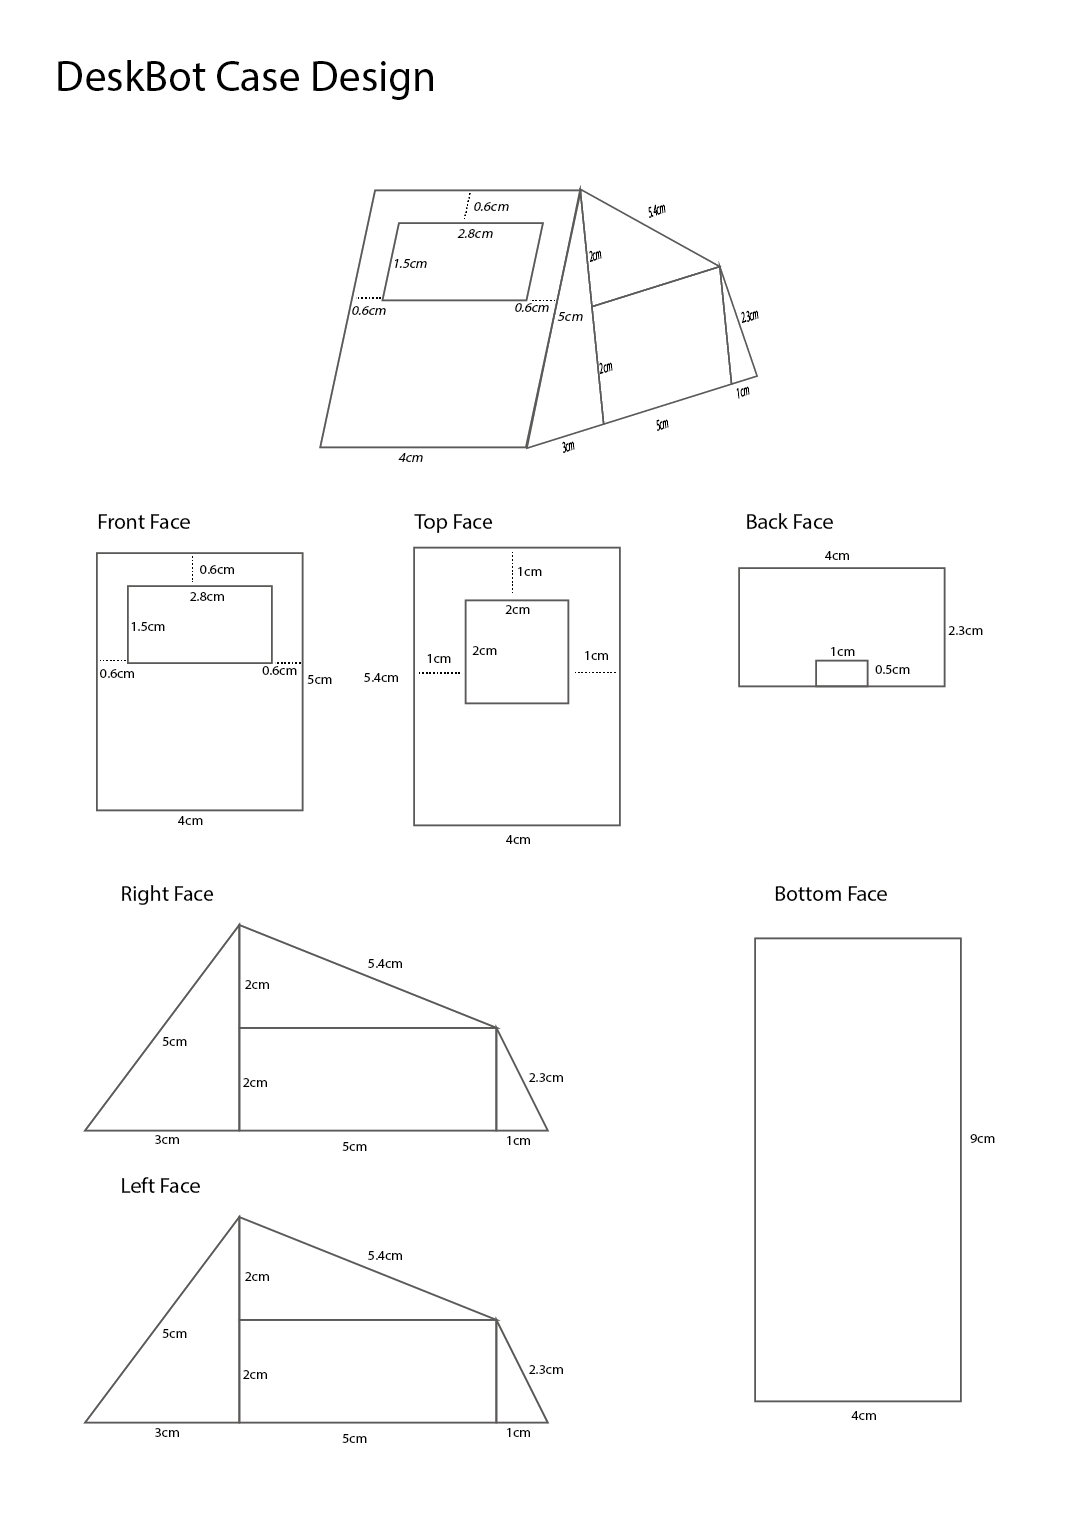 DeskBot Case Design
0.6cm
2.8cm
1.5cm
0.6cm
0.6cm
5cm
4cm
5.4cm
2cm
2cm
2.3cm
1cm
5cm
3cm
Front Face
0.6cm
2.8cm
1.5cm
0.6cm
0.6cm
5cm
4cm
Top Face
1cm
2cm
2cm
1cm
1cm
5.4cm
4cm
Back Face
4cm
2.3cm
1cm
0.5cm
Right Face
5.4cm
2cm
5cm
2cm
2.3cm
3cm
5cm
1cm
Left Face
5.4cm
2cm
5cm
2cm
2.3cm
3cm
5cm
1cm
Bottom Face
9cm
4cm